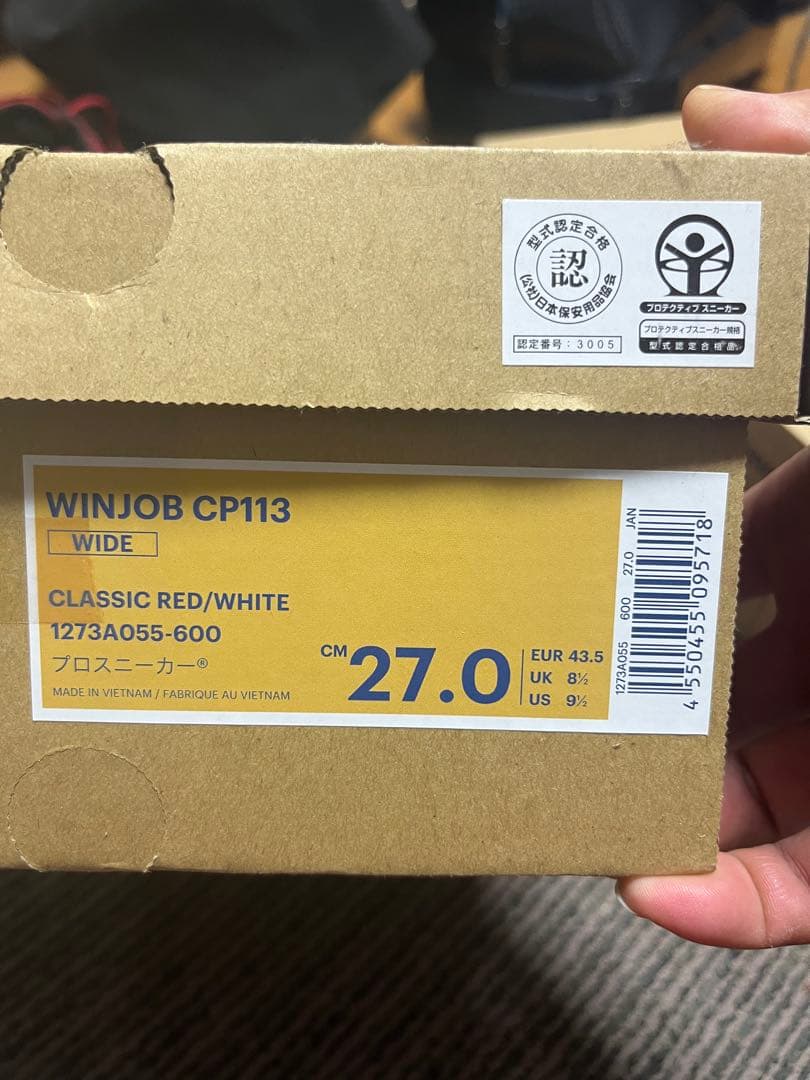 型式認定合格
認
(公社)日本保安用品協会
認定番号：3005
プロテクティブ スニーカー
プロテクティブスニーカー規格
型式認定合格品
WINJOB CP113
WIDE
CLASSIC RED/WHITE
1273A055-600
プロスニーカー®
MADE IN VIETNAM / FABRIQUE AU VIETNAM
CM 27.0
EUR 43.5
UK 8½
US 9½
1273A055 600 27.0 JAN
4 550455 095718